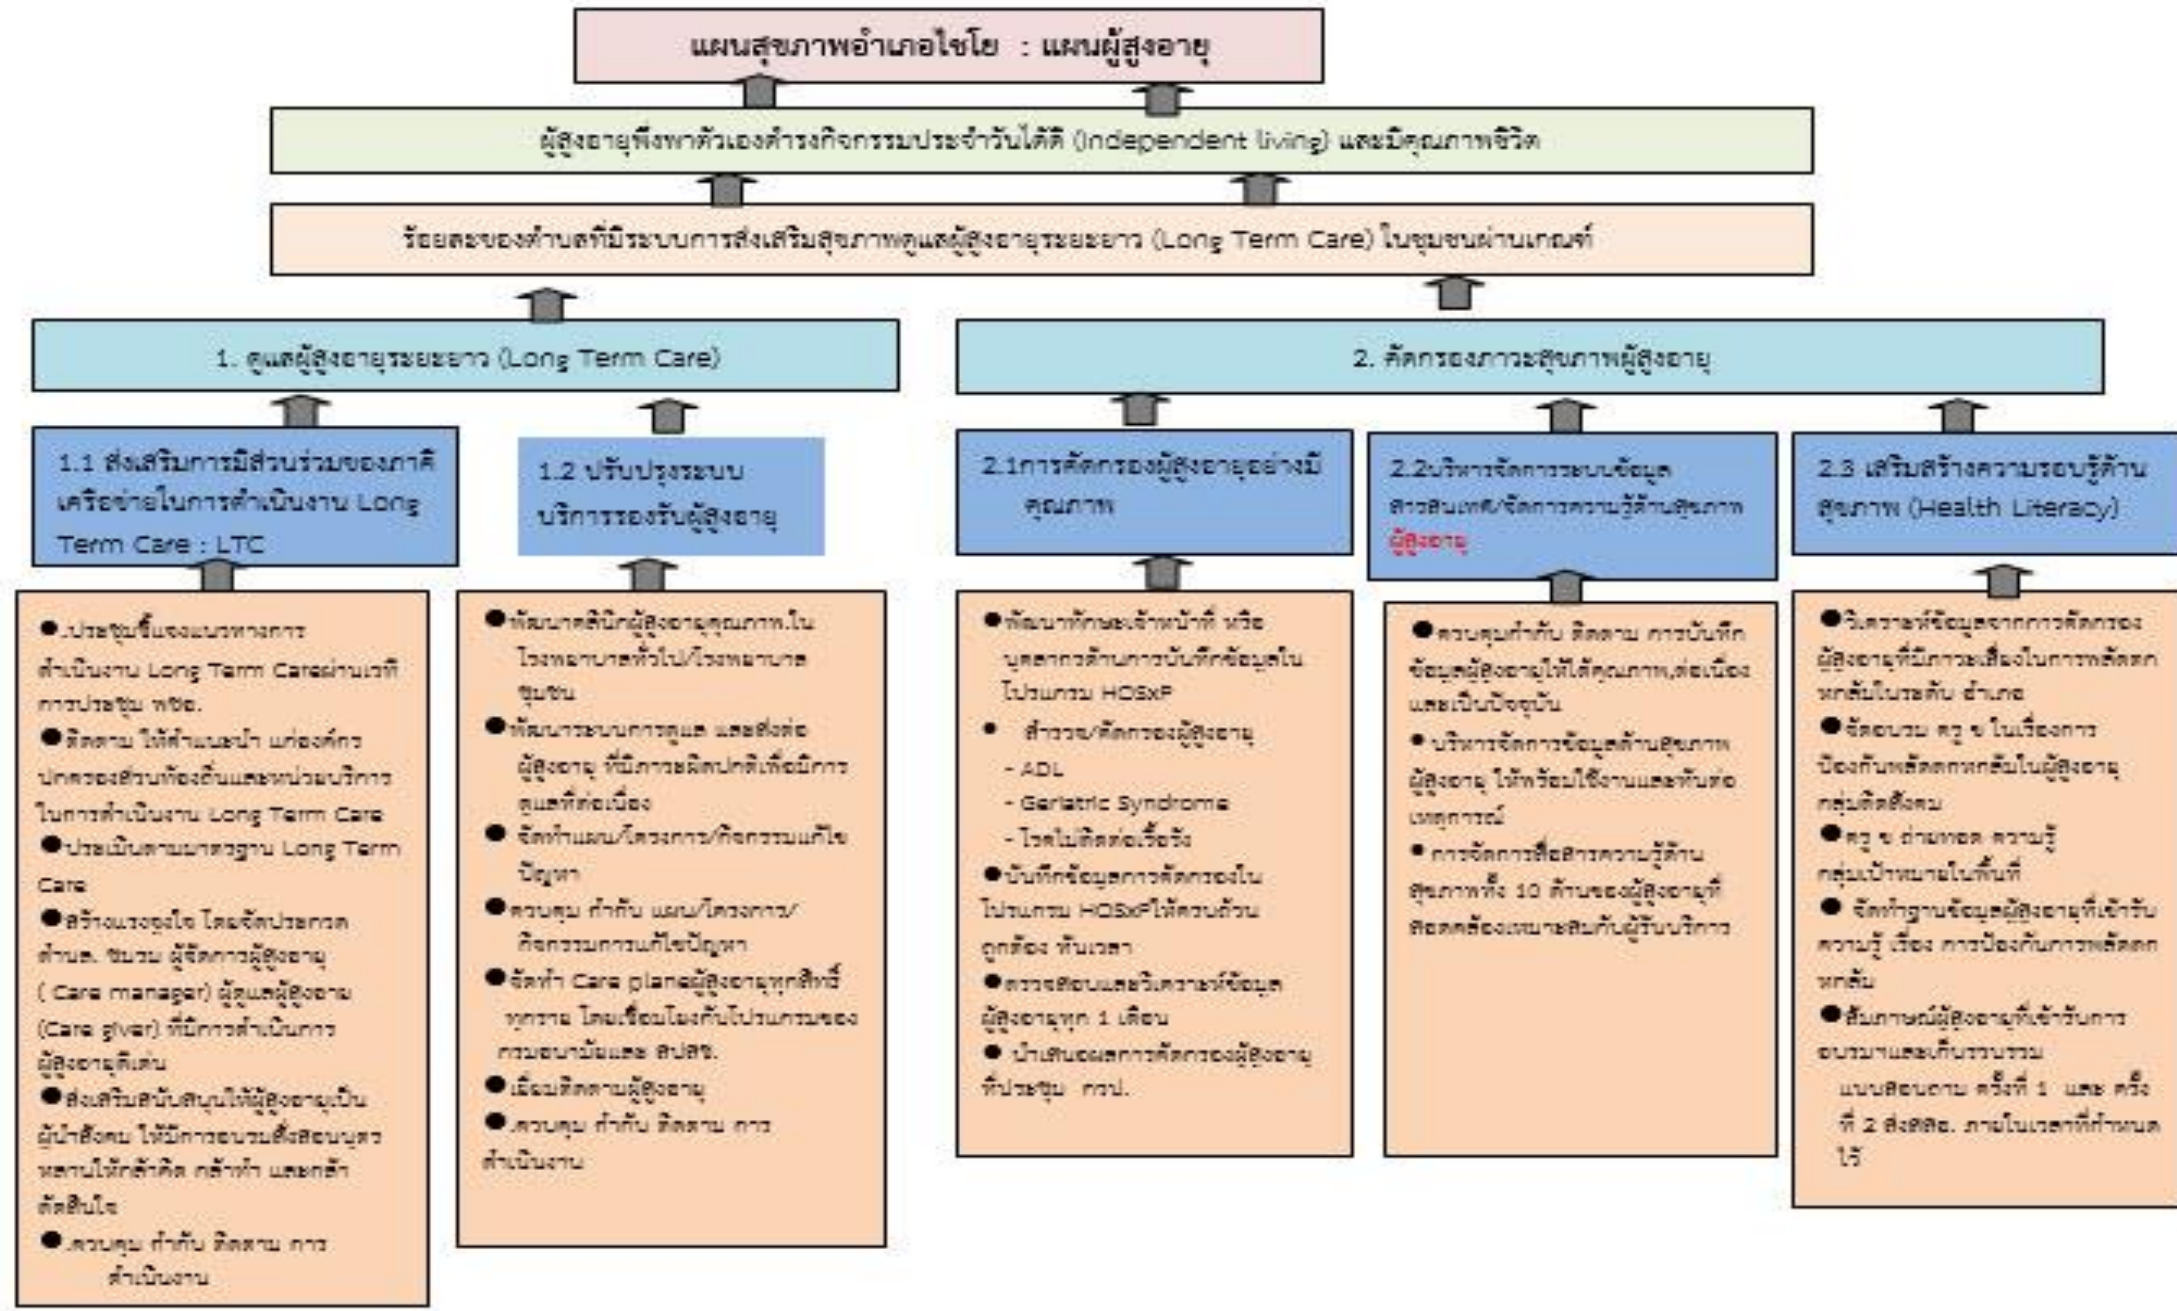 แผนสุขภาพอำเภอไชโย : แผนผู้สูงอายุ
ผู้สูงอายุพึ่งพาตัวเองดำรงกิจกรรมประจำวันได้ดี (Independent living) และมีคุณภาพชีวิต
ร้อยละของตำบลที่มีระบบการส่งเสริมสุขภาพดูแลผู้สูงอายุระยะยาว (Long Term Care) ในชุมชนผ่านเกณฑ์
1. ดูแลผู้สูงอายุระยะยาว (Long Term Care)
2. คัดกรองภาวะสุขภาพผู้สูงอายุ
1.1 ส่งเสริมการมีส่วนร่วมของภาคี
เครือข่ายในการดำเนินงาน Long
Term Care : LTC
1.2 ปรับปรุงระบบ
บริการรองรับผู้สูงอายุ
2.1การคัดกรองผู้สูงอายุอย่างมี
คุณภาพ
2.2บริหารจัดการระบบข้อมูล
สารสนเทศ/จัดการความรู้ด้านสุขภาพ
ผู้สูงอายุ
2.3 เสริมสร้างความรอบรู้ด้าน
สุขภาพ (Health Literacy)
●.ประชุมชี้แจงแนวทางการ
ดำเนินงาน Long Term Careผ่านเวที
การประชุม พชอ.
●ติดตาม ให้คำแนะนำ แก่องค์กร
ปกครองส่วนท้องถิ่นและหน่วยบริการ
ในการดำเนินงาน Long Term Care
●ประเมินตามมาตรฐาน Long Term
Care
●สร้างแรงจูงใจ โดยจัดประกวด
ตำบล. ชมรม ผู้จัดการผู้สูงอายุ
( Care manager) ผู้ดูแลผู้สูงอายุ
(Care giver) ที่มีการดำเนินการ
ผู้สูงอายุดีเด่น
●ส่งเสริมสนับสนุนให้ผู้สูงอายุเป็น
ผู้นำสังคม ให้มีการอบรมสั่งสอนบุตร
หลานให้กล้าคิด กล้าทำ และกล้า
ตัดสินใจ
●.ควบคุม กำกับ ติดตาม การ
ดำเนินงาน
●พัฒนาคลินิกผู้สูงอายุคุณภาพ.ใน
โรงพยาบาลทั่วไป/โรงพยาบาล
ชุมชน
●พัฒนาระบบการดูแล และส่งต่อ
ผู้สูงอายุ ที่มีภาวะผิดปกติเพื่อมีการ
ดูแลที่ต่อเนื่อง
● จัดทำแผน/โครงการ/กิจกรรมแก้ไข
ปัญหา
●ควบคุม กำกับ แผน/โครงการ/
กิจกรรมการแก้ไขปัญหา
●จัดทำ Care planeผู้สูงอายุทุกสิทธิ์
ทุกราย โดยเชื่อมโยงกับโปรแกรมของ
กรมอนามัยและ สปสช.
●เยี่ยมติดตามผู้สูงอายุ
●.ควบคุม กำกับ ติดตาม การ
ดำเนินงาน
●พัฒนาทักษะเจ้าหน้าที่ หรือ
บุคลากรด้านการบันทึกข้อมูลใน
โปรแกรม HOSxP
• สำรวจ/คัดกรองผู้สูงอายุ
- ADL
- Geriatric Syndrome
- โรคไม่ติดต่อเรื้อรัง
●บันทึกข้อมูลการคัดกรองใน
โปรแกรม HOSxPให้ครบถ้วน
ถูกต้อง ทันเวลา
●ตรวจสอบและวิเคราะห์ข้อมูล
ผู้สูงอายุทุก 1 เดือน
● นำเสนอผลการคัดกรองผู้สูงอายุ
ที่ประชุม กวป.
●ควบคุมกำกับ ติดตาม การบันทึก
ข้อมูลผู้สูงอายุให้ได้คุณภาพ,ต่อเนื่อง
และเป็นปัจจุบัน
• บริหารจัดการข้อมูลด้านสุขภาพ
ผู้สูงอายุ ให้พร้อมใช้งานและทันต่อ
เหตุการณ์
• การจัดการสื่อสารความรู้ด้าน
สุขภาพทั้ง 10 ด้านของผู้สูงอายุที่
สอดคล้องเหมาะสมกับผู้รับบริการ
●วิเคราะห์ข้อมูลจากการคัดกรอง
ผู้สูงอายุที่มีภาวะเสี่ยงในการพลัดตก
หกล้มในระดับ อำเภอ
●จัดอบรม ครู ข ในเรื่องการ
ป้องกันพลัดตกหกล้มในผู้สูงอายุ
กลุ่มติดสังคม
●ครู ข ถ่ายทอด ความรู้
กลุ่มเป้าหมายในพื้นที่
● จัดทำฐานข้อมูลผู้สูงอายุที่เข้ารับ
ความรู้ เรื่อง การป้องกันการพลัดตก
หกล้ม
●สัมภาษณ์ผู้สูงอายุที่เข้ารับการ
อบรมาและเก็บรวบรวม
แบบสอบถาม ครั้งที่ 1 และ ครั้ง
ที่ 2 ส่งสสอ. ภายในเวลาที่กำหนด
ไว้